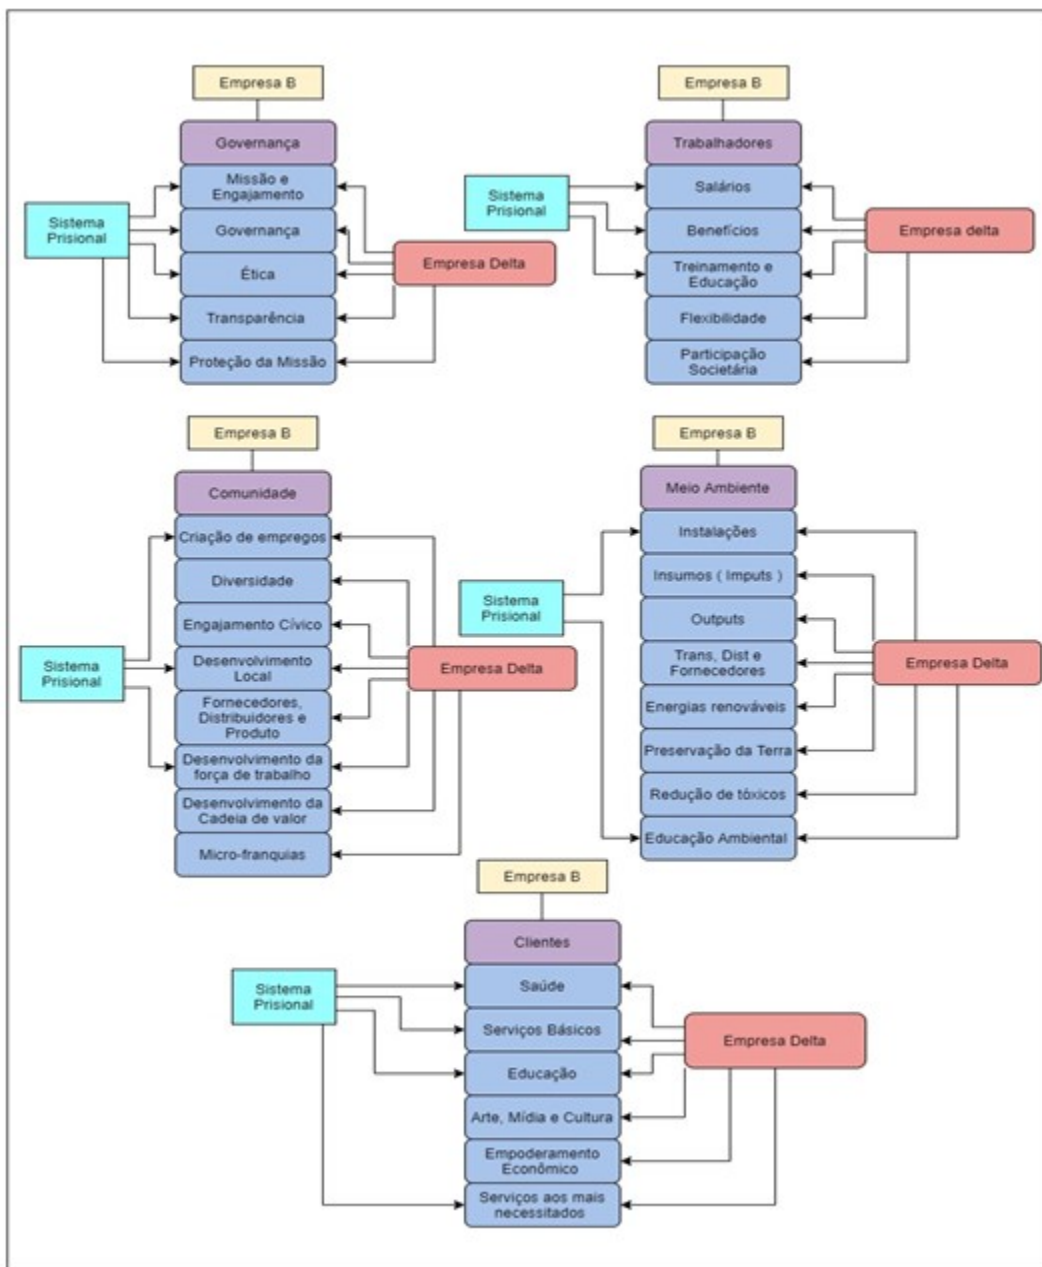 Empresa B
Governança
Missão e
Engajamento
Governança
Ética
Transparência
Proteção da Missão
Sistema
Prisional
Empresa Delta
Empresa B
Trabalhadores
Salários
Benefícios
Treinamento e
Educação
Flexibilidade
Participação
Societária
Sistema
Prisional
Empresa delta
Empresa B
Comunidade
Criação de empregos
Diversidade
Engajamento Cívico
Desenvolvimento
Local
Fornecedores,
Distribuidores e
Produto
Desenvolvimento da
força de trabalho
Desenvolvimento da
Cadeia de valor
Micro-franquias
Sistema
Prisional
Empresa Delta
Empresa B
Meio Ambiente
Instalações
Insumos ( Imputs )
Outputs
Trans, Dist e
Fornecedores
Energias renováveis
Preservação da Terra
Redução de tóxicos
Educação Ambiental
Sistema
Prisional
Empresa Delta
Empresa B
Clientes
Saúde
Serviços Básicos
Educação
Arte, Mídia e Cultura
Empoderamento
Econômico
Serviços aos mais
necessitados
Sistema
Prisional
Empresa Delta